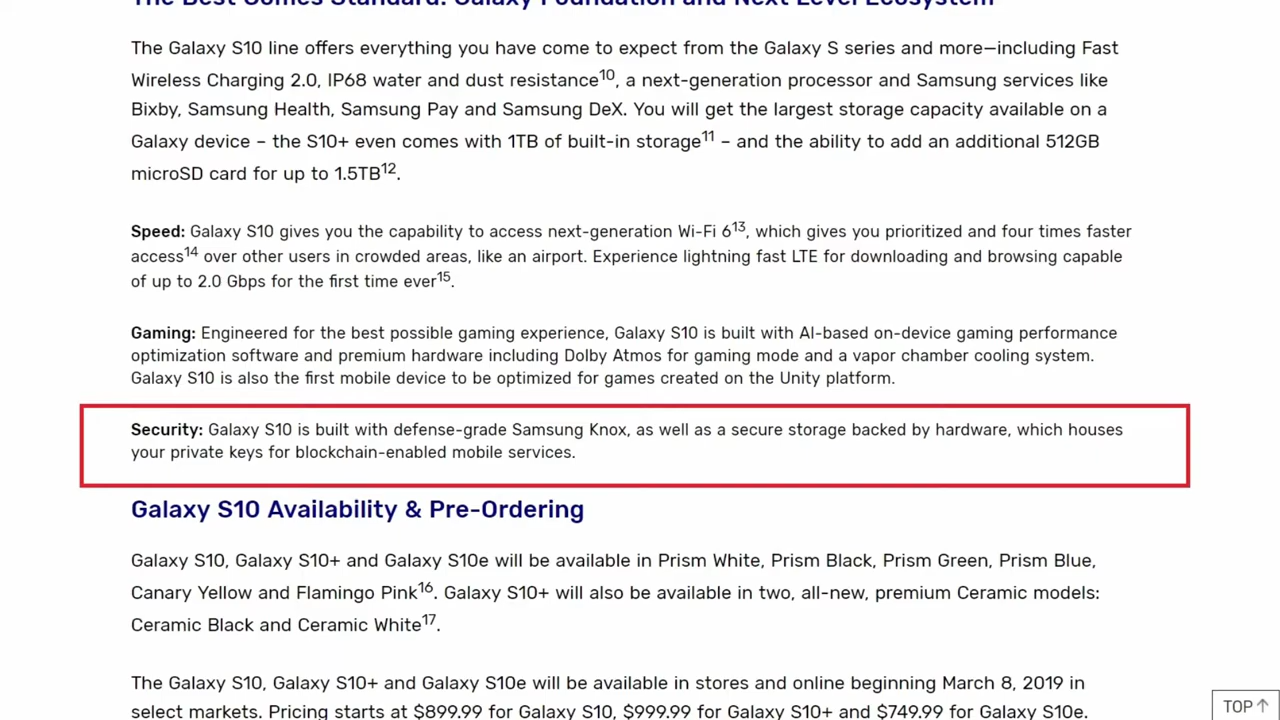 The Best Comes Standard: Galaxy Foundation and Next Level Ecosystem
The Galaxy S10 line offers everything you have come to expect from the Galaxy S series and more—including Fast
Wireless Charging 2.0, IP68 water and dust resistance10, a next-generation processor and Samsung services like
Bixby, Samsung Health, Samsung Pay and Samsung DeX. You will get the largest storage capacity available on a
Galaxy device – the S10+ even comes with 1TB of built-in storage11 – and the ability to add an additional 512GB
microSD card for up to 1.5TB12.
Speed: Galaxy S10 gives you the capability to access next-generation Wi-Fi 613, which gives you prioritized and four times faster
access14 over other users in crowded areas, like an airport. Experience lightning fast LTE for downloading and browsing capable
of up to 2.0 Gbps for the first time ever15.
Gaming: Engineered for the best possible gaming experience, Galaxy S10 is built with AI-based on-device gaming performance
optimization software and premium hardware including Dolby Atmos for gaming mode and a vapor chamber cooling system.
Galaxy S10 is also the first mobile device to be optimized for games created on the Unity platform.
Security: Galaxy S10 is built with defense-grade Samsung Knox, as well as a secure storage backed by hardware, which houses
your private keys for blockchain-enabled mobile services.
Galaxy S10 Availability & Pre-Ordering
Galaxy S10, Galaxy S10+ and Galaxy S10e will be available in Prism White, Prism Black, Prism Green, Prism Blue,
Canary Yellow and Flamingo Pink16. Galaxy S10+ will also be available in two, all-new, premium Ceramic models:
Ceramic Black and Ceramic White17.
The Galaxy S10, Galaxy S10+ and Galaxy S10e will be available in stores and online beginning March 8, 2019 in
select markets. Pricing starts at $899.99 for Galaxy S10, $999.99 for Galaxy S10+ and $749.99 for Galaxy S10e.
TOP↑